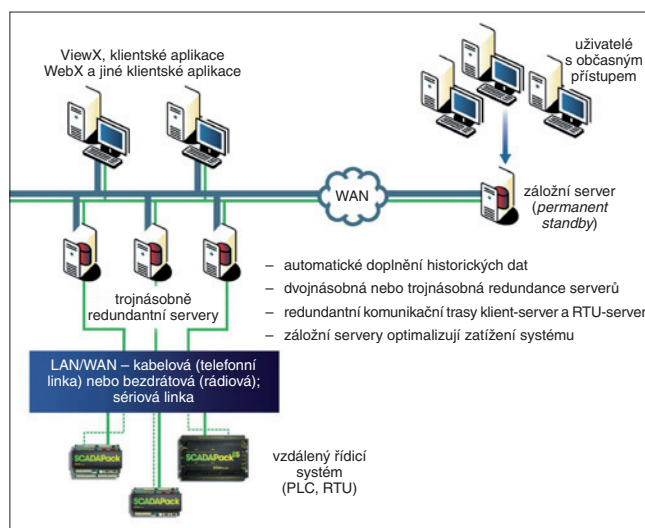 ViewX, klientské aplikace
WebX a jiné klientské aplikace
uživatelé
s občasným
přístupem
WAN
záložní server
(permanent
standby)
trojnásobně
redundantní servery
– automatické doplnění historických dat
– dvojnásobná nebo trojnásobná redundance serverů
– redundantní komunikační trasy klient-server a RTU-server
– záložní servery optimalizují zatížení systému
LAN/WAN – kabelová (telefonní
linka) nebo bezdrátová (rádiová);
sériová linka
SCADAPack
SCADAPack
SCADAPack
vzdálený řídicí
systém
(PLC, RTU)